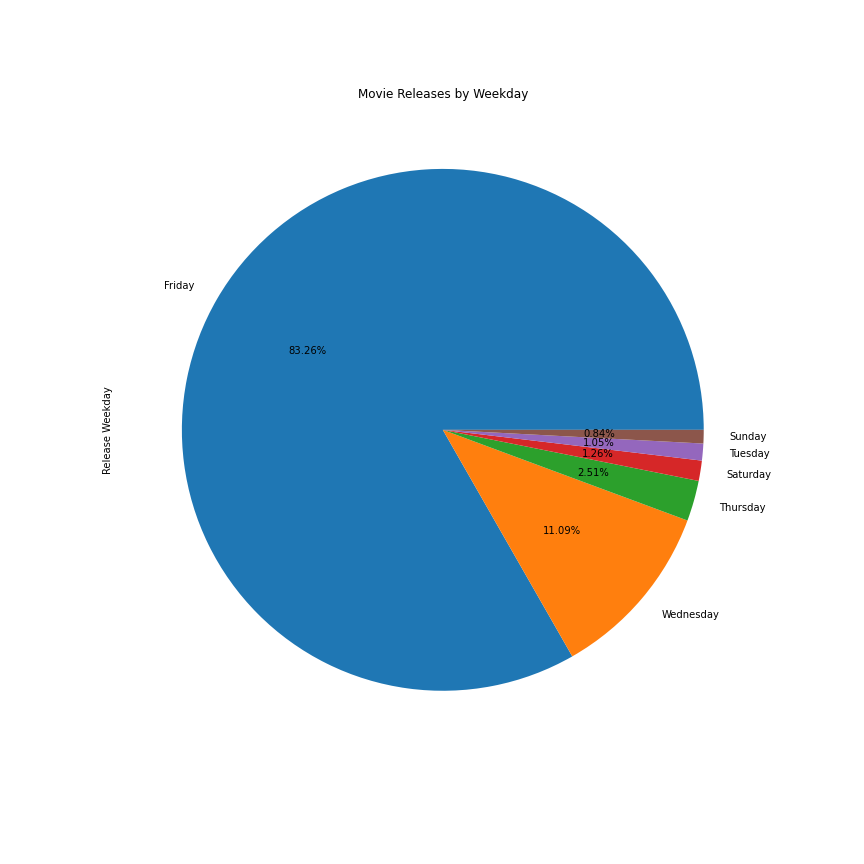 Movie Releases by Weekday
Friday
83.26%
Release Weekday
0.84%
Sunday
1.05%
Tuesday
1.26%
Saturday
2.51%
Thursday
11.09%
Wednesday